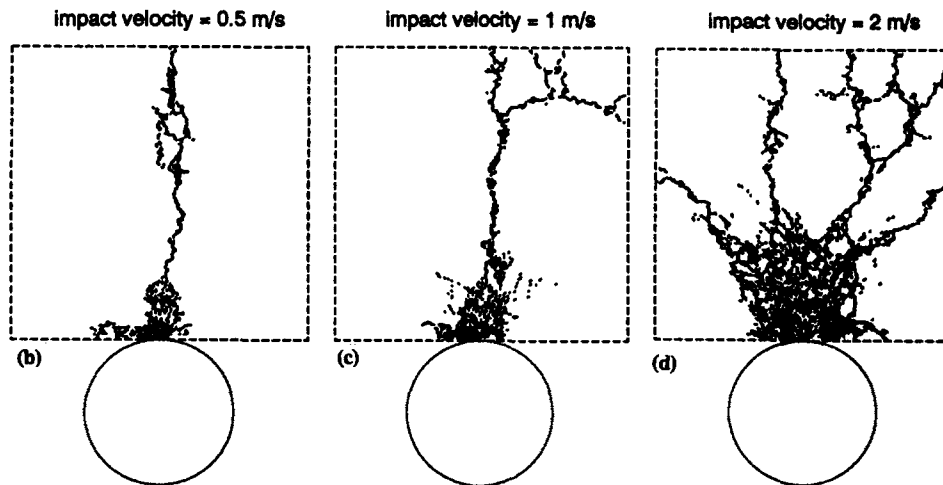 impact velocity = 0.5 m/s
impact velocity = 1 m/s
impact velocity = 2 m/s
(b)
(c)
(d)